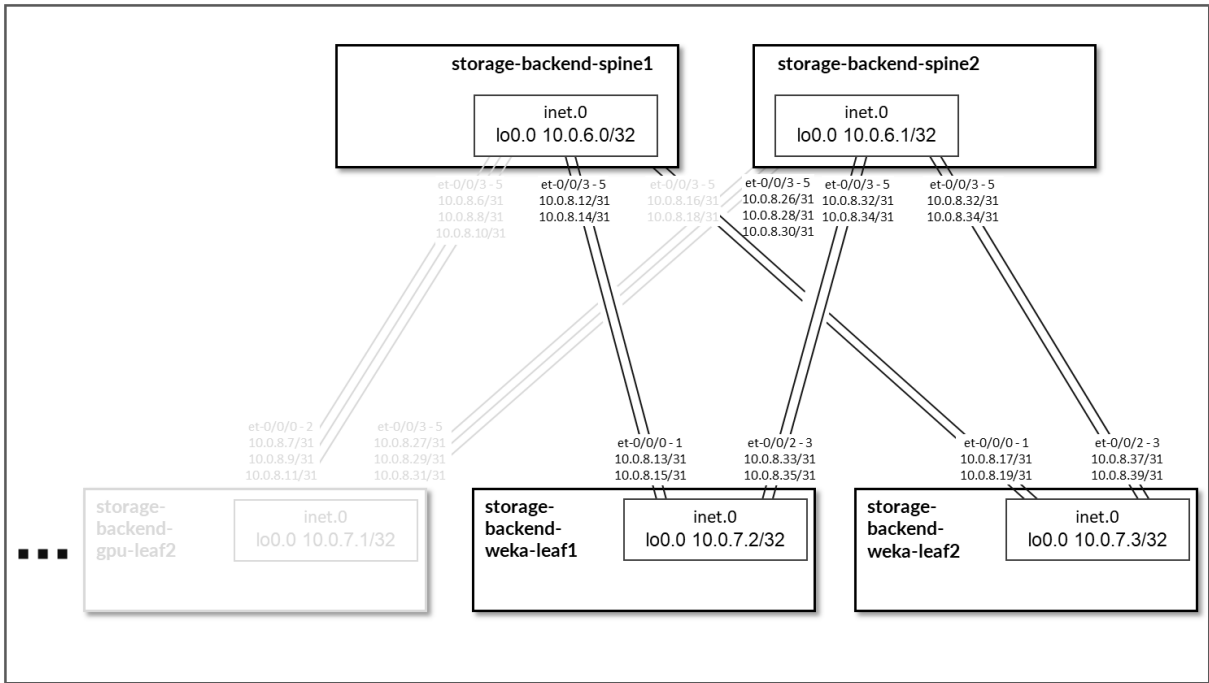 storage-backend-spine1
inet.0
lo0.0 10.0.6.0/32
storage-backend-spine2
inet.0
lo0.0 10.0.6.1/32
et-0/0/3 - 5
10.0.8.6/31
10.0.8.8/31
10.0.8.10/31
et-0/0/3 - 5
10.0.8.12/31
10.0.8.14/31
et-0/0/3 - 5
10.0.8.16/31
10.0.8.18/31
et-0/0/3 - 5
10.0.8.26/31
10.0.8.28/31
10.0.8.30/31
et-0/0/3 - 5
10.0.8.32/31
10.0.8.34/31
et-0/0/3 - 5
10.0.8.32/31
10.0.8.34/31
et-0/0/0 - 2
10.0.8.7/31
10.0.8.9/31
10.0.8.11/31
et-0/0/3 - 5
10.0.8.27/31
10.0.8.29/31
10.0.8.31/31
et-0/0/0 - 1
10.0.8.13/31
10.0.8.15/31
et-0/0/2 - 3
10.0.8.33/31
10.0.8.35/31
et-0/0/0 - 1
10.0.8.17/31
10.0.8.19/31
et-0/0/2 - 3
10.0.8.37/31
10.0.8.39/31
storage-
backend-
gpu-leaf2
inet.0
lo0.0 10.0.7.1/32
storage-
backend-
weka-leaf1
inet.0
lo0.0 10.0.7.2/32
storage-
backend-
weka-leaf2
inet.0
lo0.0 10.0.7.3/32